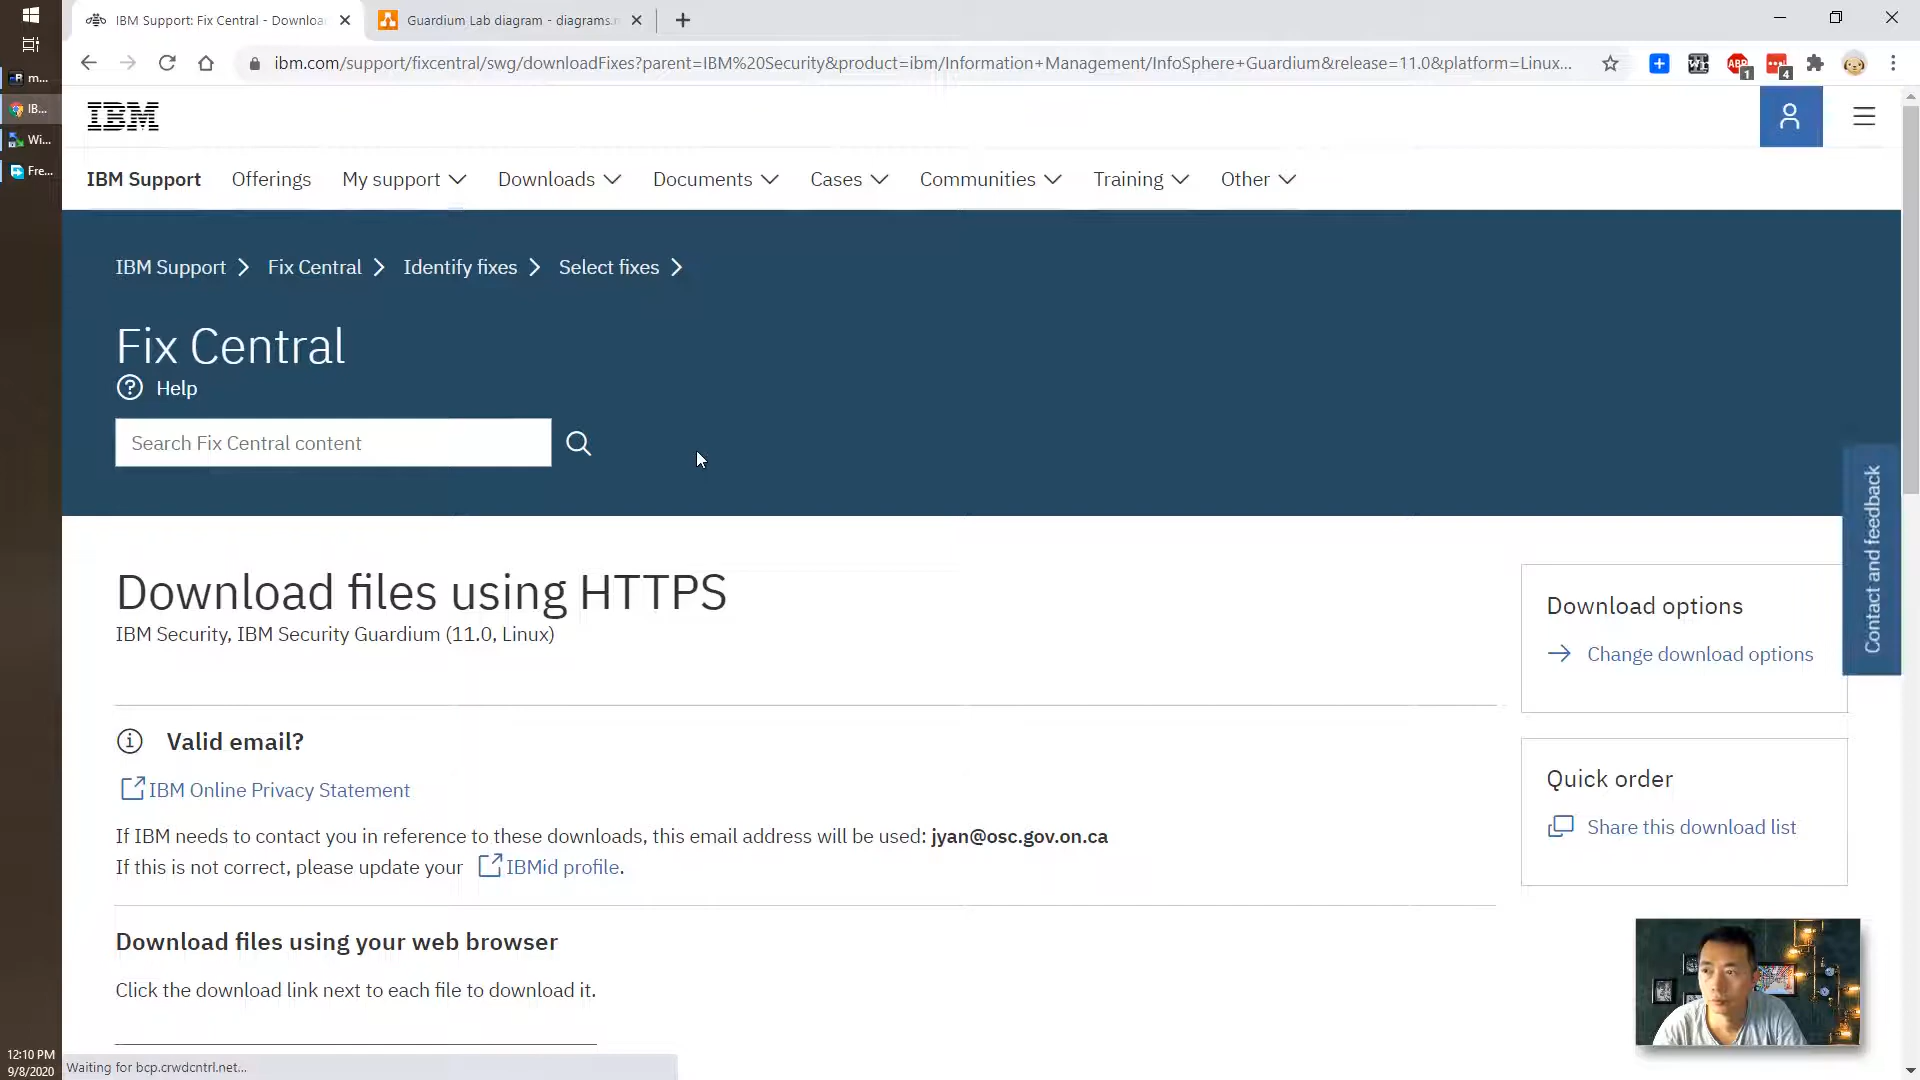 IBM Support: Fix Central - Downloa
Guardium Lab diagram - diagrams.n
m...
ibm.com/support/fixcentral/swg/downloadFixes?parent=IBM%20Security&product=ibm/Information+Management/InfoSphere+Guardium&release=11.0&platform=Linux...
1
4
IB...
Wi...
Fre...
IBM
IBM Support
Offerings
My support
Downloads
Documents
Cases
Communities
Training
Other
IBM Support
Fix Central
Identify fixes
Select fixes
Fix Central
Help
Search Fix Central content
Contact and feedback
Download files using HTTPS
IBM Security, IBM Security Guardium (11.0, Linux)
Download options
Change download options
Valid email?
IBM Online Privacy Statement
Quick order
Share this download list
If IBM needs to contact you in reference to these downloads, this email address will be used: jyan@osc.gov.on.ca
If this is not correct, please update your IBMid profile.
Download files using your web browser
Click the download link next to each file to download it.
12:10 PM
9/8/2020
Waiting for bcp.crwdcntrl.net...